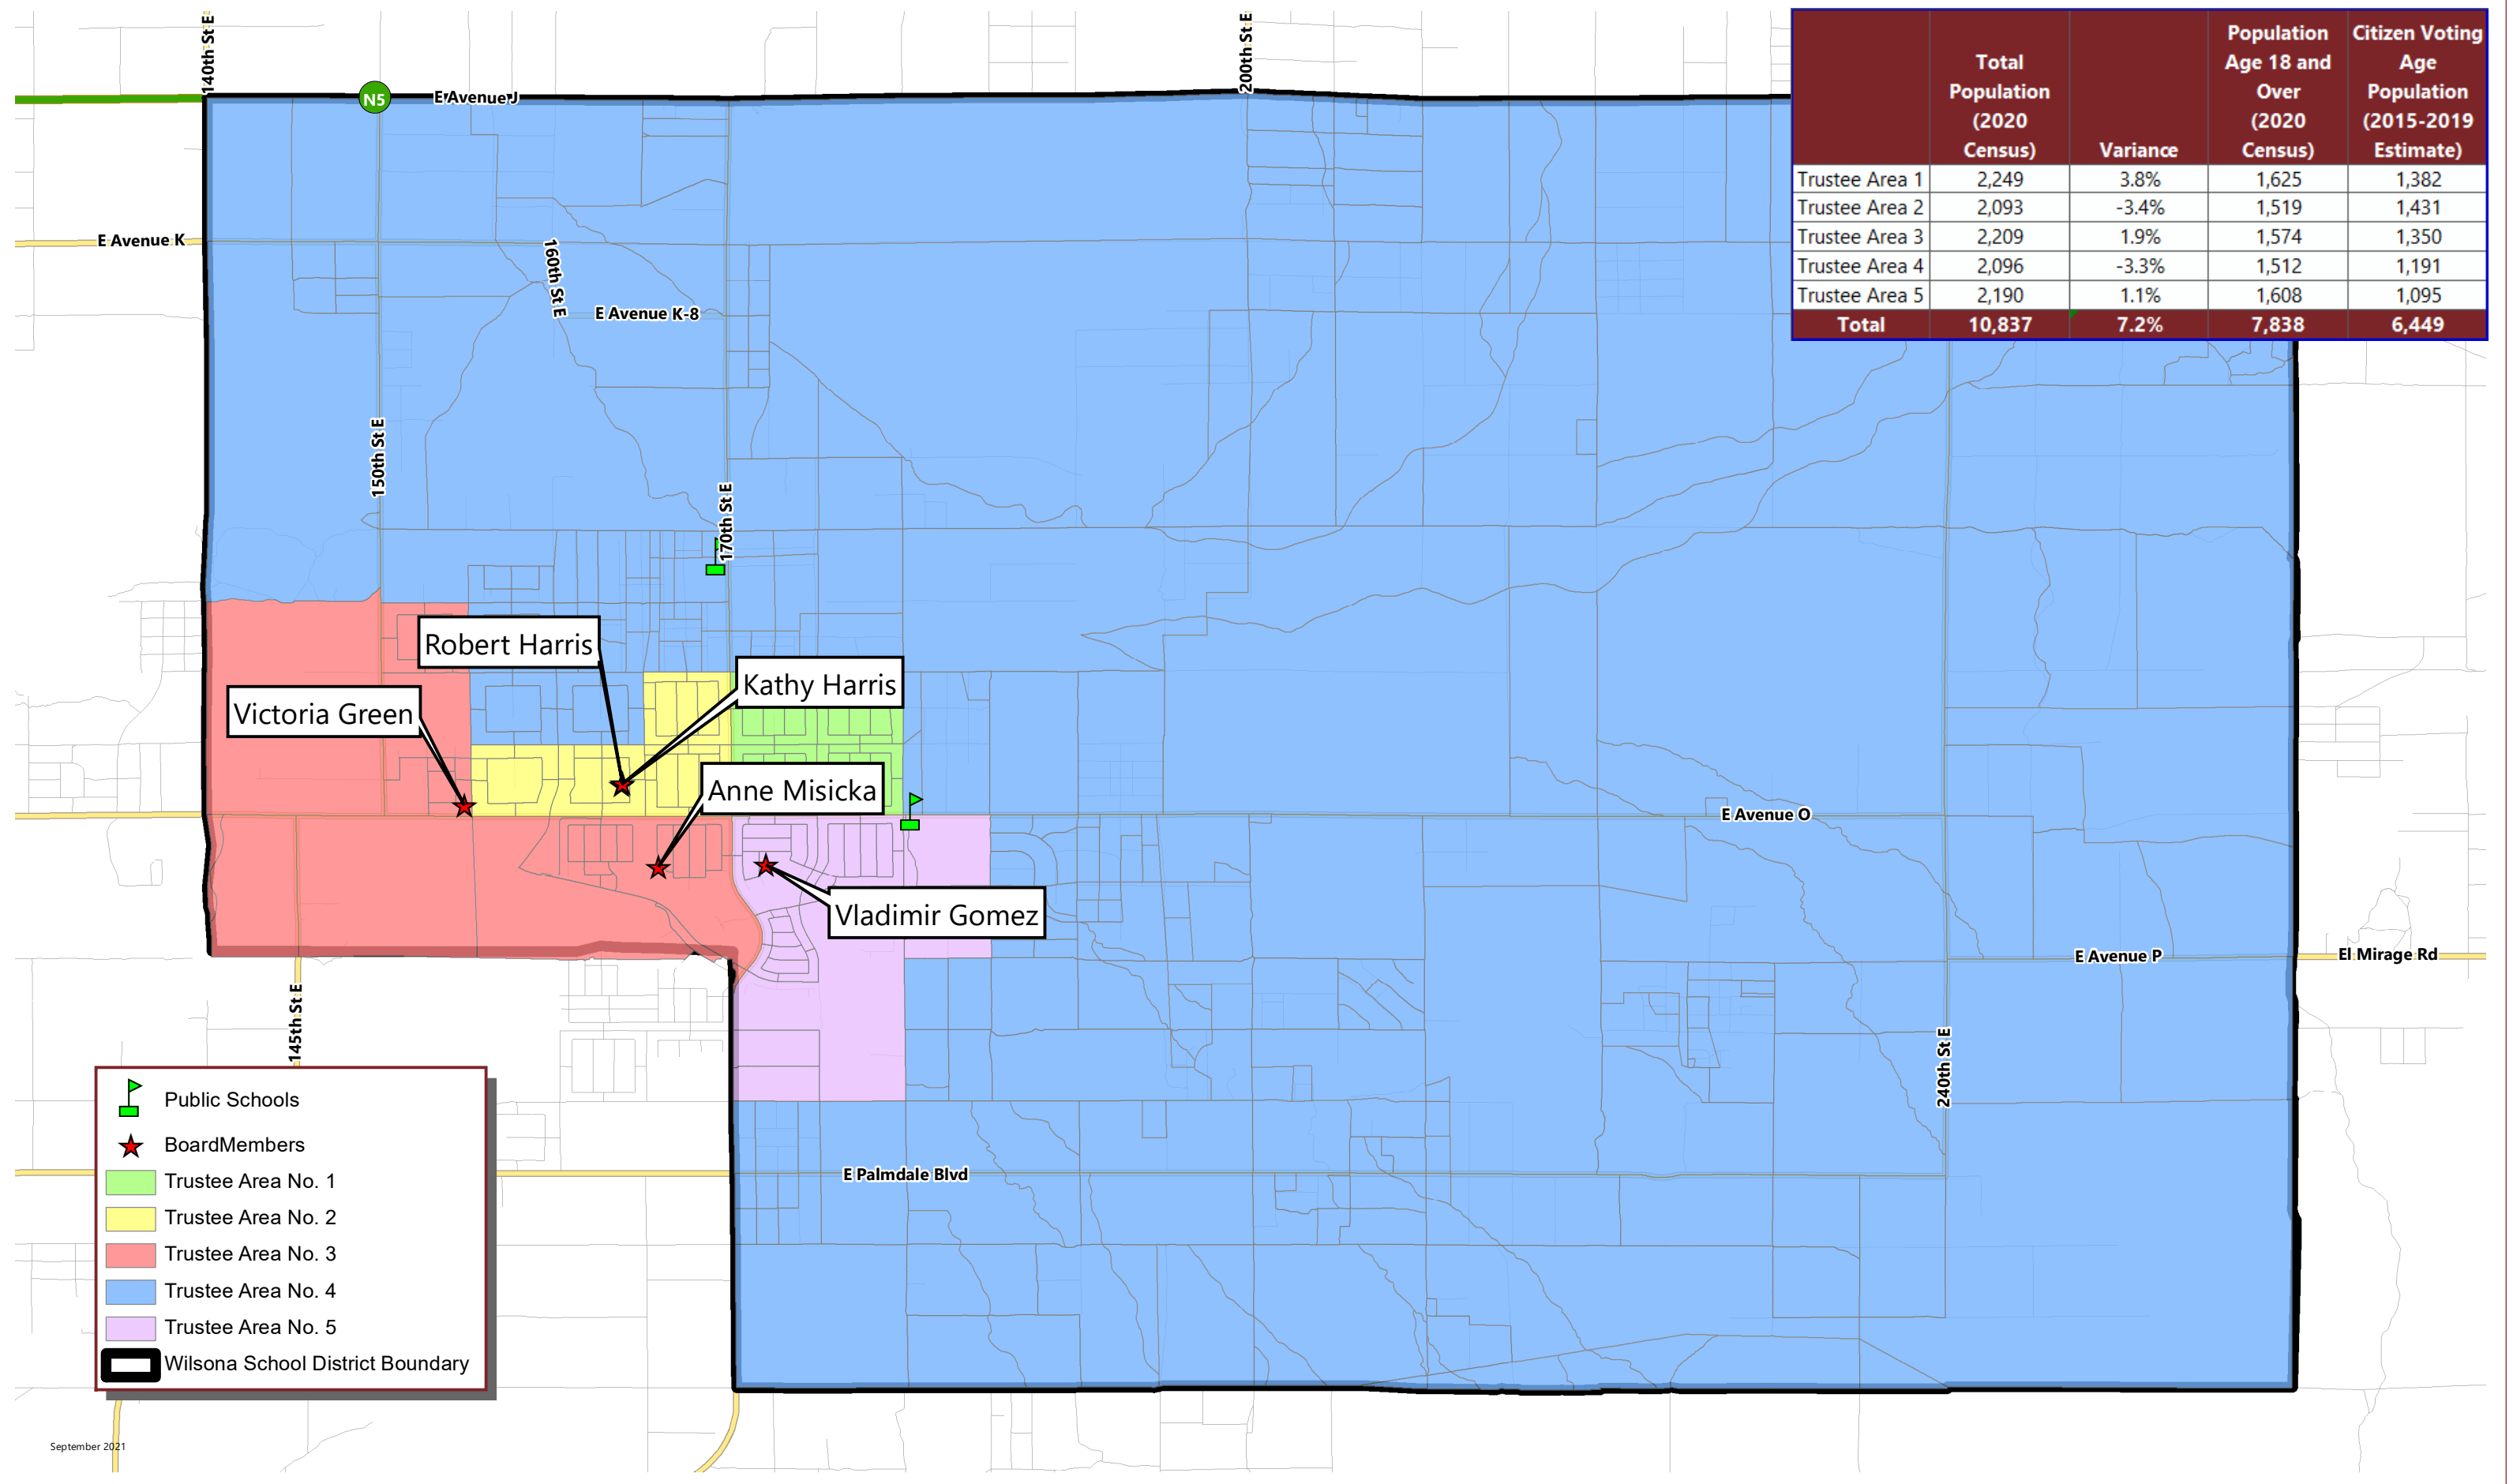 140th St E
200th St E
N5
E Avenue J
Total Population (2020 Census)
Variance
Population Age 18 and Over (2020 Census)
Citizen Voting Age Population (2015-2019 Estimate)
Trustee Area 1 2,249 3.8% 1,625 1,382
Trustee Area 2 2,093 -3.4% 1,519 1,431
Trustee Area 3 2,209 1.9% 1,574 1,350
Trustee Area 4 2,096 -3.3% 1,512 1,191
Trustee Area 5 2,190 1.1% 1,608 1,095
Total 10,837 7.2% 7,838 6,449
E Avenue K
160th St E
E Avenue K-8
150th St E
170th St E
Robert Harris
Kathy Harris
Victoria Green
Anne Misicka
E Avenue O
Vladimir Gomez
E Avenue P
El Mirage Rd
145th St E
240th St E
E Palmdale Blvd
Public Schools
BoardMembers
Trustee Area No. 1
Trustee Area No. 2
Trustee Area No. 3
Trustee Area No. 4
Trustee Area No. 5
Wilsona School District Boundary
September 2021